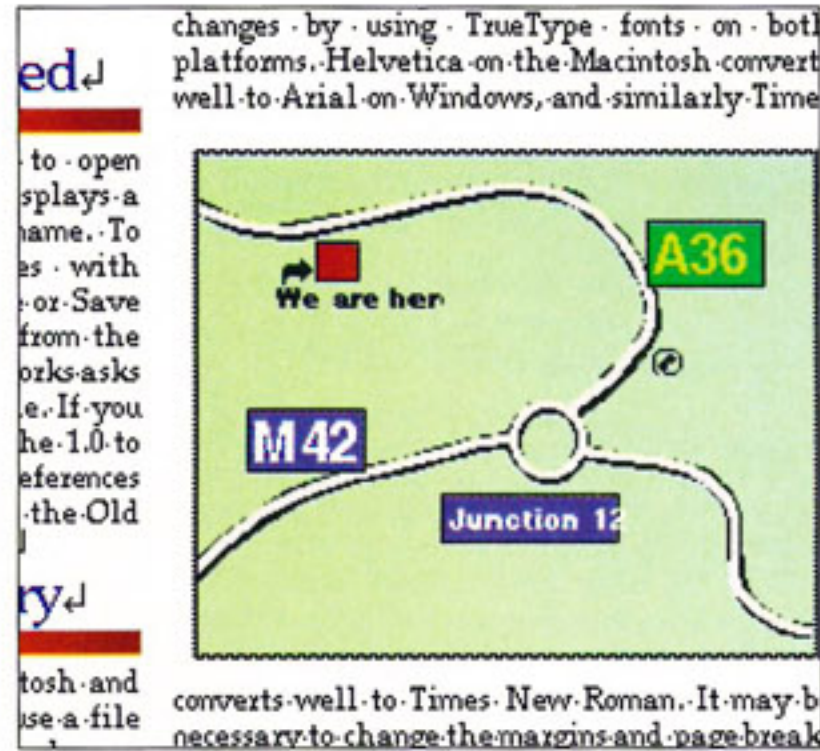 ed↲
to·open
splays·a
name.·To
es·with
or·Save
from·the
orks·asks
e.·If·you
he·1.0·to
eferences
·the·Old
ry↲
tosh·and
use·a·file
changes·by·using·TrueType·fonts·on·both
platforms.·Helvetica·on·the·Macintosh·convert
well·to·Arial·on·Windows,·and·similarly·Time
A36
We are her
M42
Junction 12
converts·well·to·Times·New·Roman.·It·may·b
necessary·to·change·the·margins·and·page·break